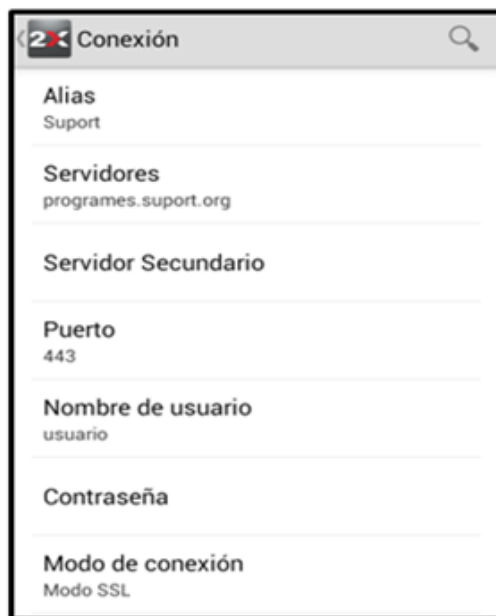 2X Conexión
Alias
Suport
Servidores
programes.suport.org
Servidor Secundario
Puerto
443
Nombre de usuario
usuario
Contraseña
Modo de conexión
Modo SSL